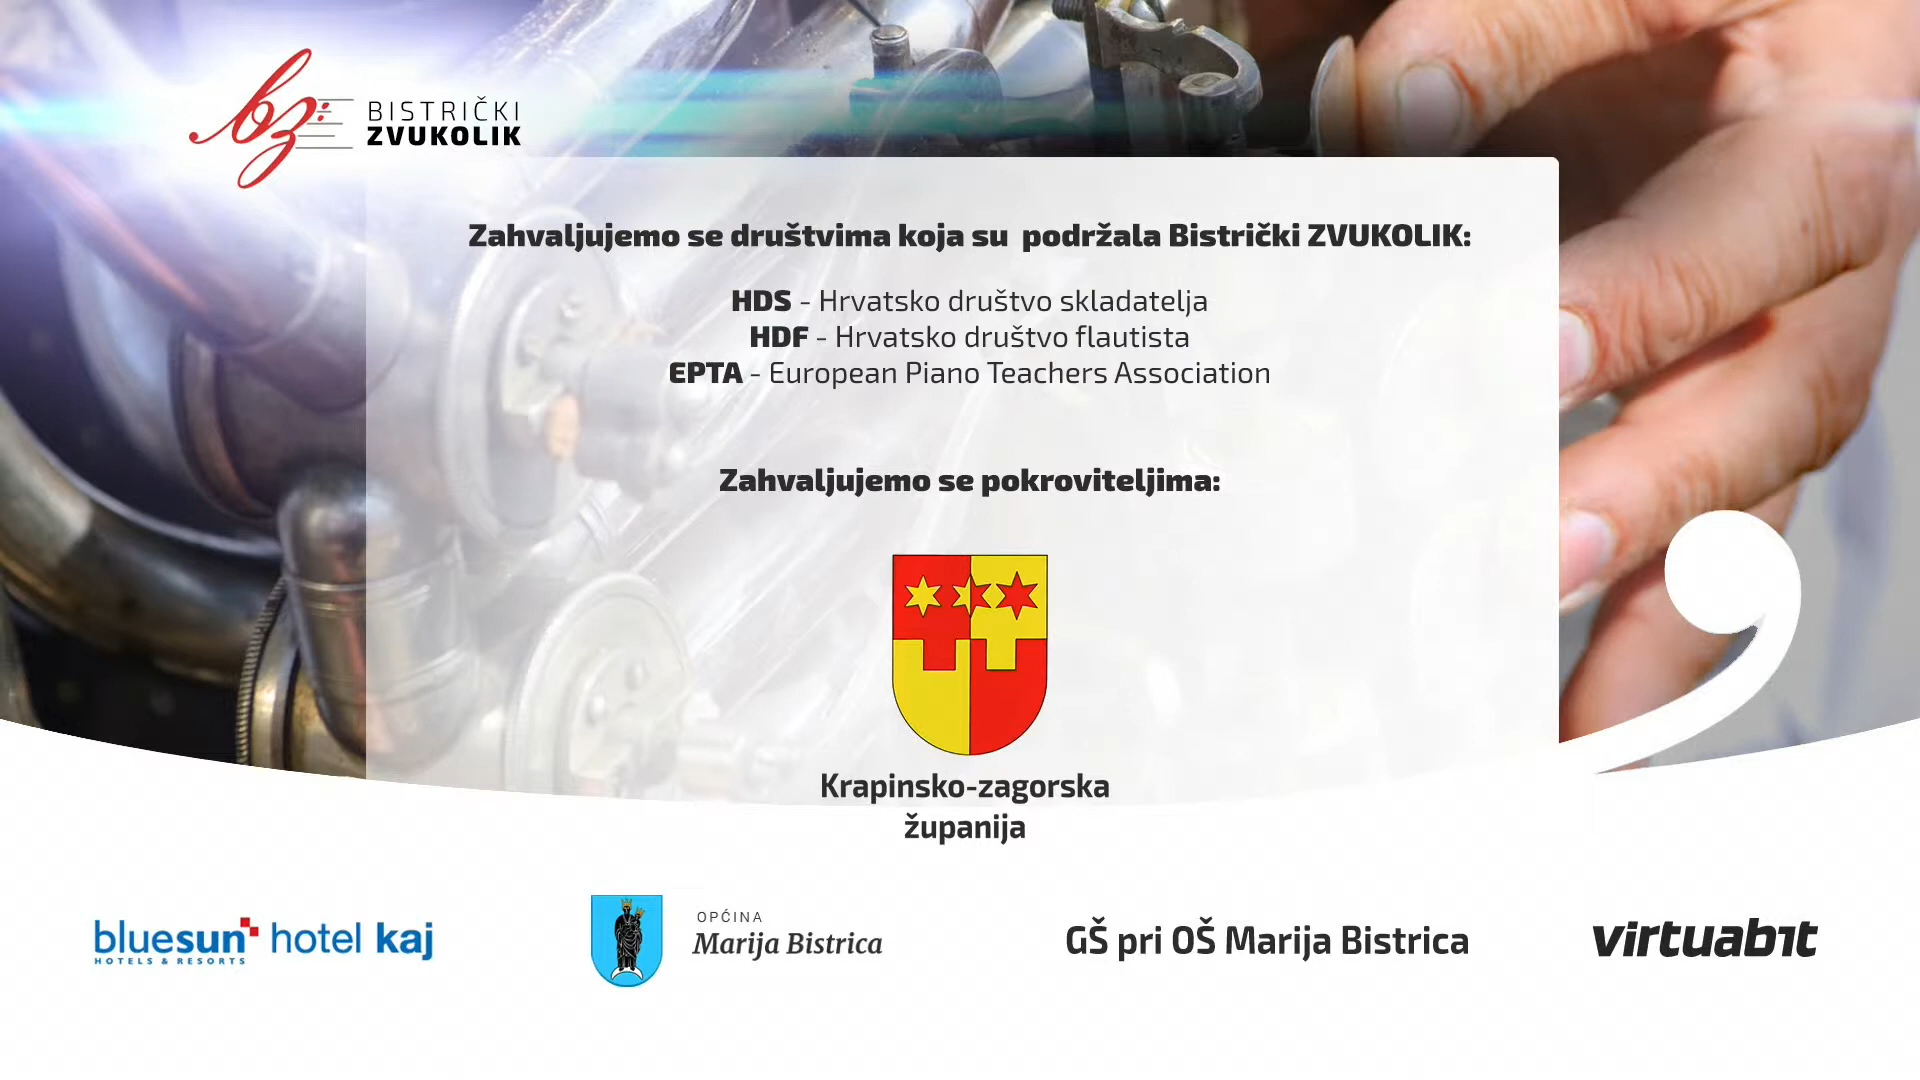 bz:
BISTRIČKI
ZVUKOLIK
Zahvaljujemo se društvima koja su  podržala Bistrički ZVUKOLIK:
HDS - Hrvatsko društvo skladatelja
HDF - Hrvatsko društvo flautista
EPTA - European Piano Teachers Association
Zahvaljujemo se pokroviteljima:
Krapinsko-zagorska
županija
bluesun hotel kaj
HOTELS & RESORTS
OPĆINA
Marija Bistrica
GŠ pri OŠ Marija Bistrica
virtuabit